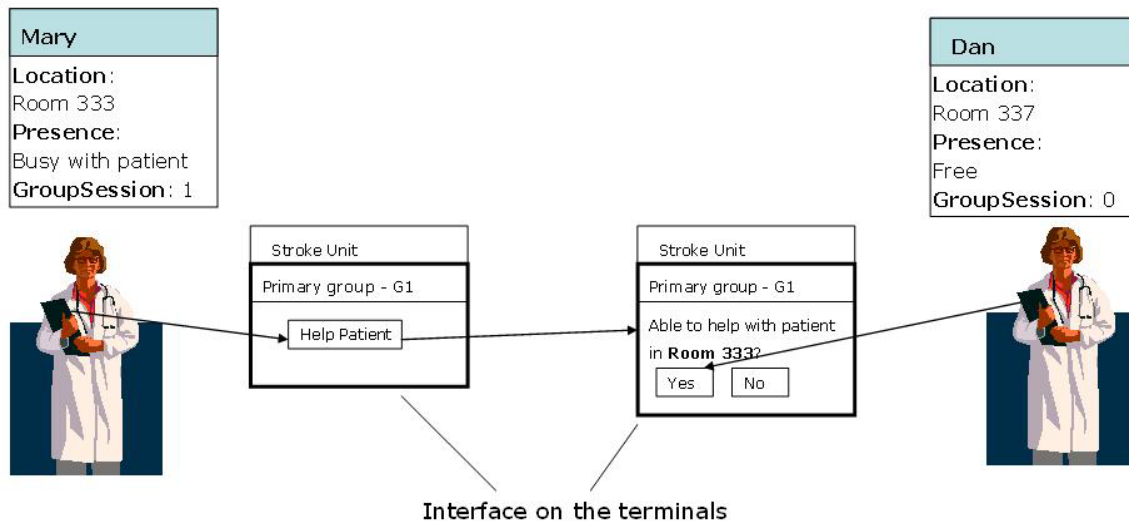 Mary
Location:
Room 333
Presence:
Busy with patient
GroupSession: 1
Dan
Location:
Room 337
Presence:
Free
GroupSession: 0
Stroke Unit
Primary group - G1
Help Patient
Stroke Unit
Primary group - G1
Able to help with patient
in Room 333?
Yes No
Interface on the terminals